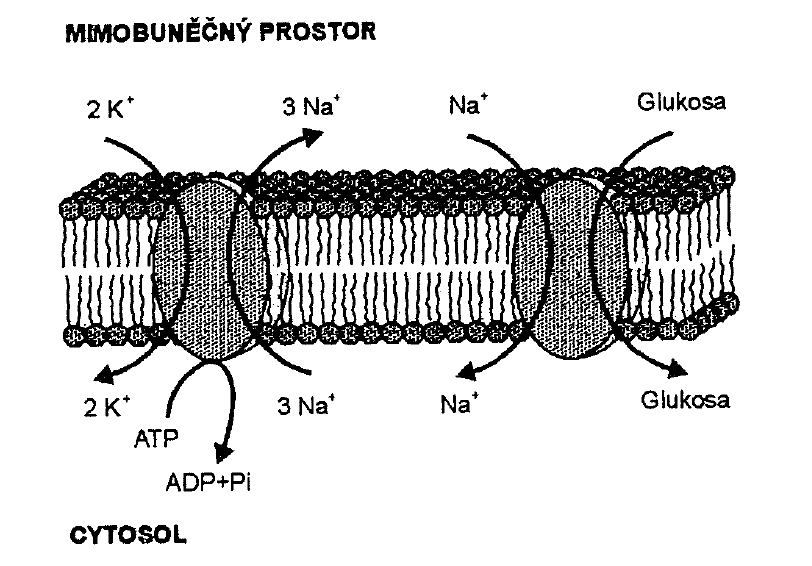 MIMOBUNĚČNÝ PROSTOR
2 K⁺ 3 Na⁺ Na⁺ Glukosa
2 K⁺ 3 Na⁺ Na⁺ Glukosa
ATP
ADP+Pi
CYTOSOL